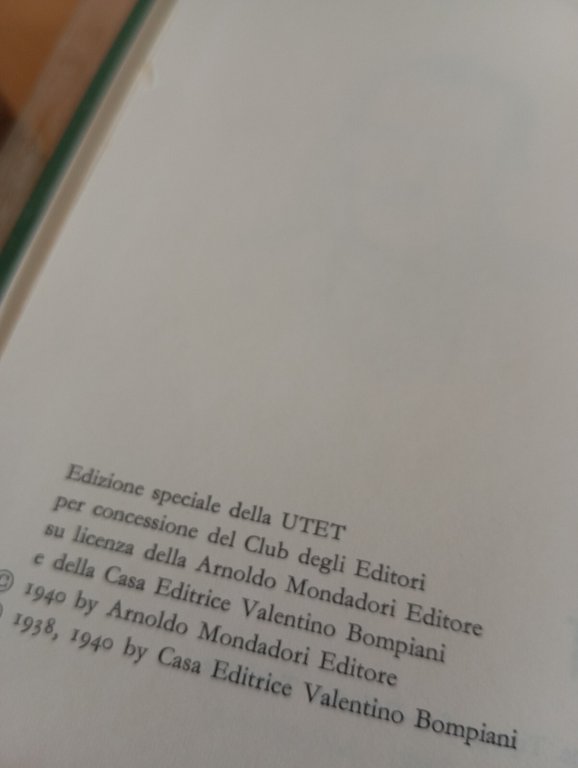 Edizione speciale della UTET
per concessione del Club degli Editori
su licenza della Arnoldo Mondadori Editore
e della Casa Editrice Valentino Bompiani
© 1940 by Arnoldo Mondadori Editore
1938, 1940 by Casa Editrice Valentino Bompiani